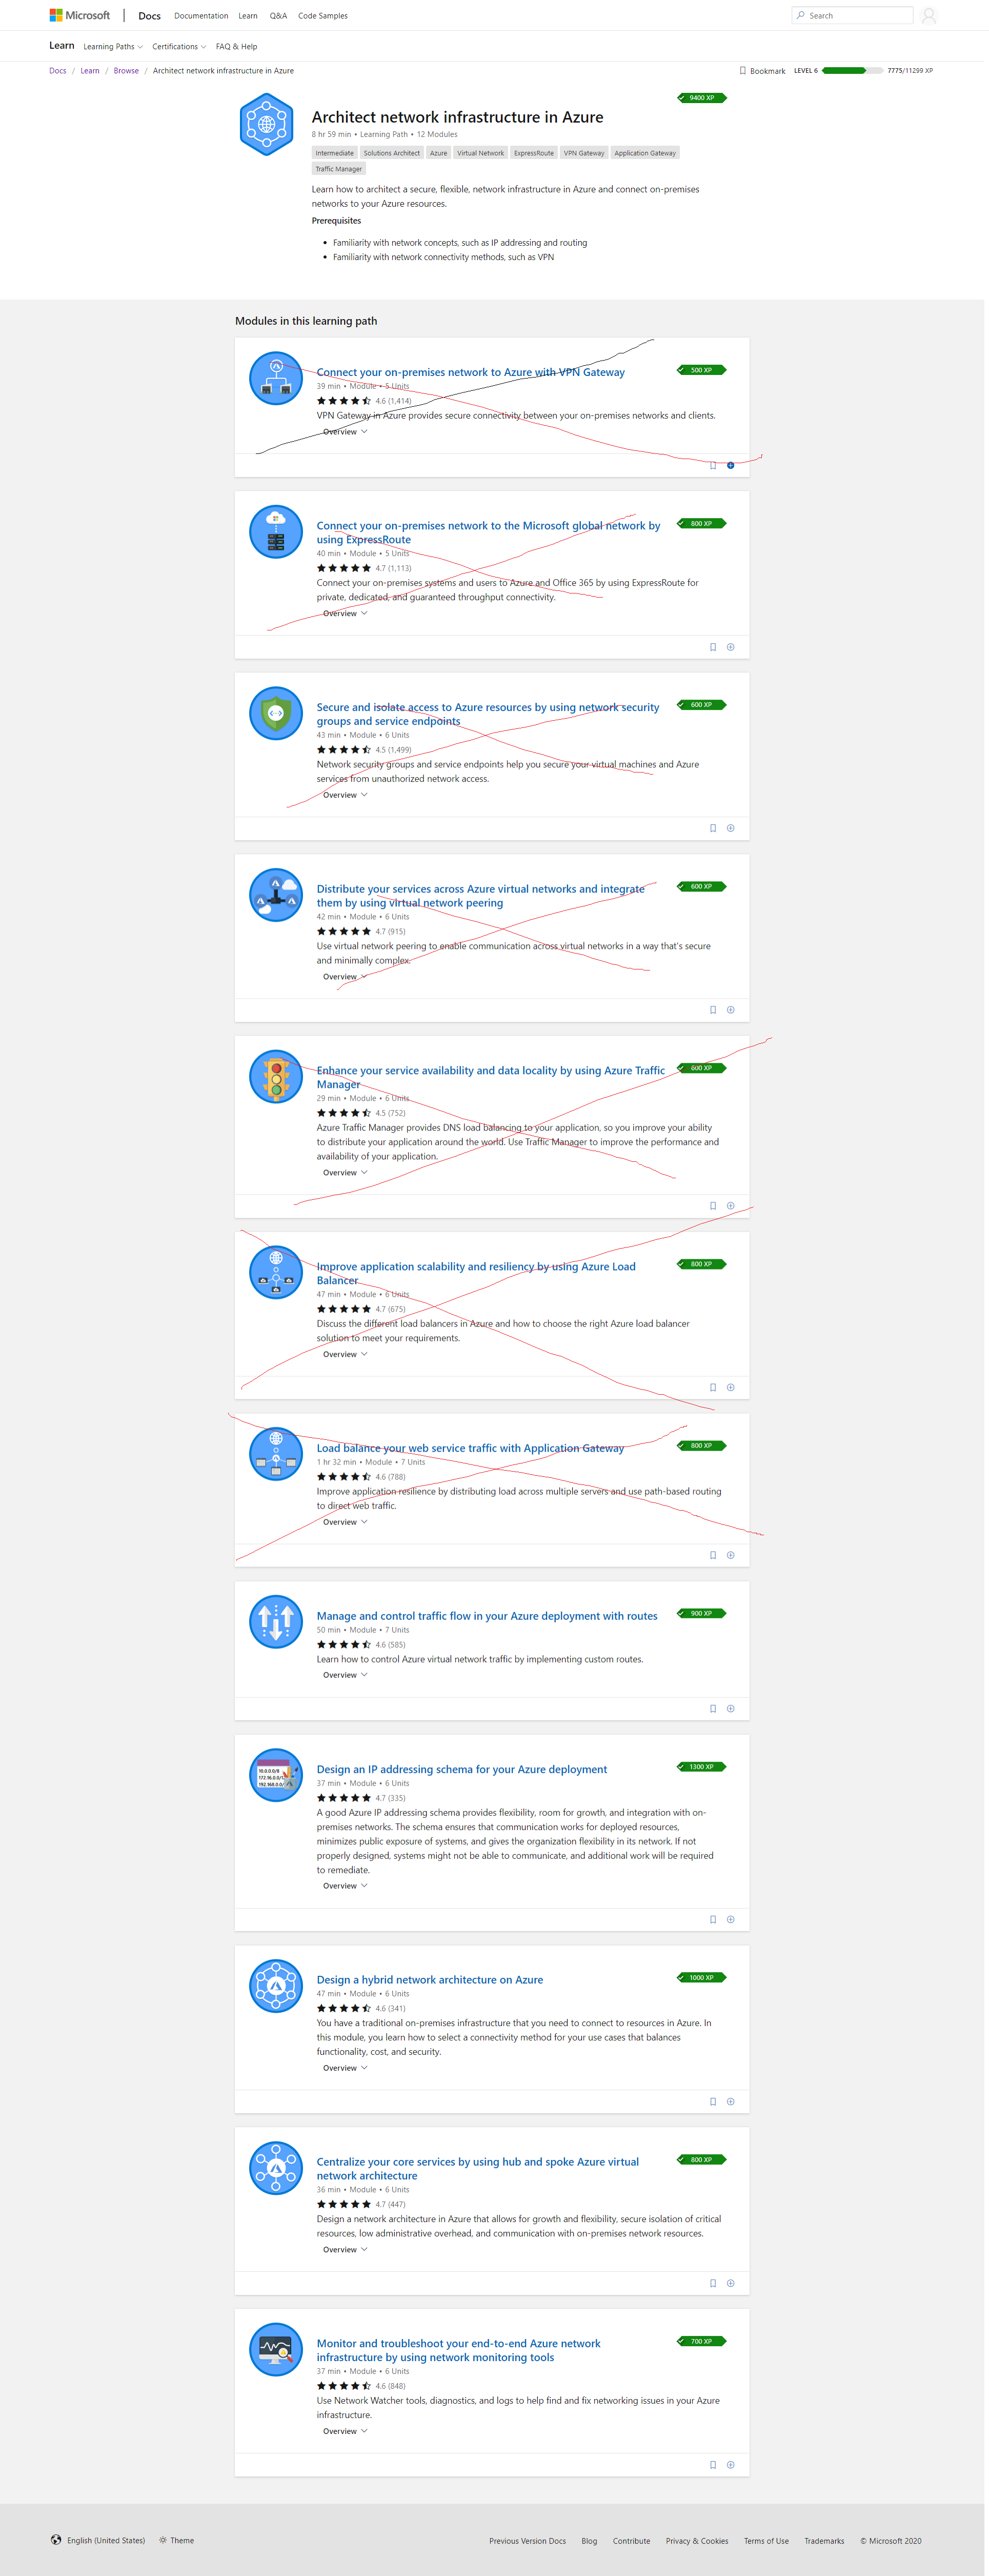 Microsoft Docs Documentation Learn Q&A Code Samples Search
Learn Learning Paths Certifications FAQ & Help
Docs / Learn / Browse / Architect network infrastructure in Azure Bookmark LEVEL 6 7775/11299 XP
9400 XP
Architect network infrastructure in Azure
8 hr 59 min • Learning Path • 12 Modules
Intermediate Solutions Architect Azure Virtual Network ExpressRoute VPN Gateway Application Gateway
Traffic Manager
Learn how to architect a secure, flexible, network infrastructure in Azure and connect on-premises
networks to your Azure resources.
Prerequisites
• Familiarity with network concepts, such as IP addressing and routing
• Familiarity with network connectivity methods, such as VPN
Modules in this learning path
Connect your on-premises network to Azure with VPN Gateway 500 XP
39 min • Module • 5 Units
4.6 (1,414)
VPN Gateway in Azure provides secure connectivity between your on-premises networks and clients.
Overview
Connect your on-premises network to the Microsoft global network by 800 XP
using ExpressRoute
40 min • Module • 5 Units
4.7 (1,113)
Connect your on-premises systems and users to Azure and Office 365 by using ExpressRoute for
private, dedicated, and guaranteed throughput connectivity.
Overview
Secure and isolate access to Azure resources by using network security 600 XP
groups and service endpoints
43 min • Module • 6 Units
4.5 (1,499)
Network security groups and service endpoints help you secure your virtual machines and Azure
services from unauthorized network access.
Overview
Distribute your services across Azure virtual networks and integrate 600 XP
them by using virtual network peering
42 min • Module • 6 Units
4.7 (915)
Use virtual network peering to enable communication across virtual networks in a way that's secure
and minimally complex.
Overview
Enhance your service availability and data locality by using Azure Traffic 600 XP
Manager
29 min • Module • 6 Units
4.5 (752)
Azure Traffic Manager provides DNS load balancing to your application, so you improve your ability
to distribute your application around the world. Use Traffic Manager to improve the performance and
availability of your application.
Overview
Improve application scalability and resiliency by using Azure Load 800 XP
Balancer
47 min • Module • 6 Units
4.7 (675)
Discuss the different load balancers in Azure and how to choose the right Azure load balancer
solution to meet your requirements.
Overview
Load balance your web service traffic with Application Gateway 800 XP
1 hr 32 min • Module • 7 Units
4.6 (788)
Improve application resilience by distributing load across multiple servers and use path-based routing
to direct web traffic.
Overview
Manage and control traffic flow in your Azure deployment with routes 900 XP
50 min • Module • 7 Units
4.6 (585)
Learn how to control Azure virtual network traffic by implementing custom routes.
Overview
10.0.0.0/8
172.16.0.0/
192.168.0.0/
Design an IP addressing schema for your Azure deployment 1300 XP
37 min • Module • 6 Units
4.7 (335)
A good Azure IP addressing schema provides flexibility, room for growth, and integration with on-
premises networks. The schema ensures that communication works for deployed resources,
minimizes public exposure of systems, and gives the organization flexibility in its network. If not
properly designed, systems might not be able to communicate, and additional work will be required
to remediate.
Overview
Design a hybrid network architecture on Azure 1000 XP
47 min • Module • 6 Units
4.6 (341)
You have a traditional on-premises infrastructure that you need to connect to resources in Azure. In
this module, you learn how to select a connectivity method for your use cases that balances
functionality, cost, and security.
Overview
Centralize your core services by using hub and spoke Azure virtual 800 XP
network architecture
36 min • Module • 6 Units
4.7 (447)
Design a network architecture in Azure that allows for growth and flexibility, secure isolation of critical
resources, low administrative overhead, and communication with on-premises network resources.
Overview
Monitor and troubleshoot your end-to-end Azure network 700 XP
infrastructure by using network monitoring tools
37 min • Module • 6 Units
4.6 (848)
Use Network Watcher tools, diagnostics, and logs to help find and fix networking issues in your Azure
infrastructure.
Overview
English (United States) Theme Previous Version Docs Blog Contribute Privacy & Cookies Terms of Use Trademarks © Microsoft 2020